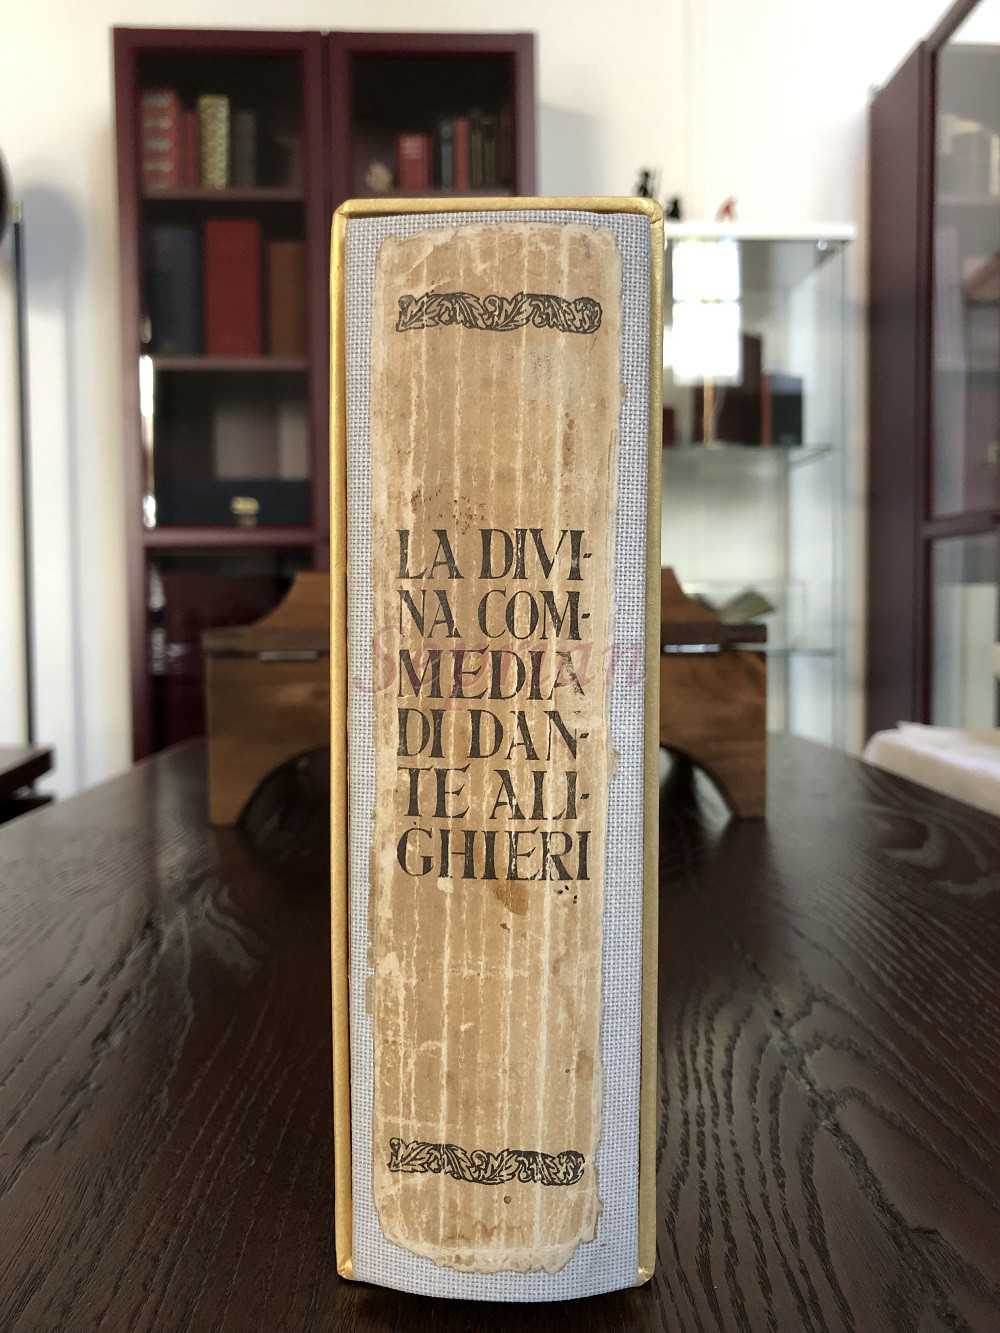 LA DIVI-
NA COM-
MEDIA
DI DAN-
TE ALI-
GHIERI